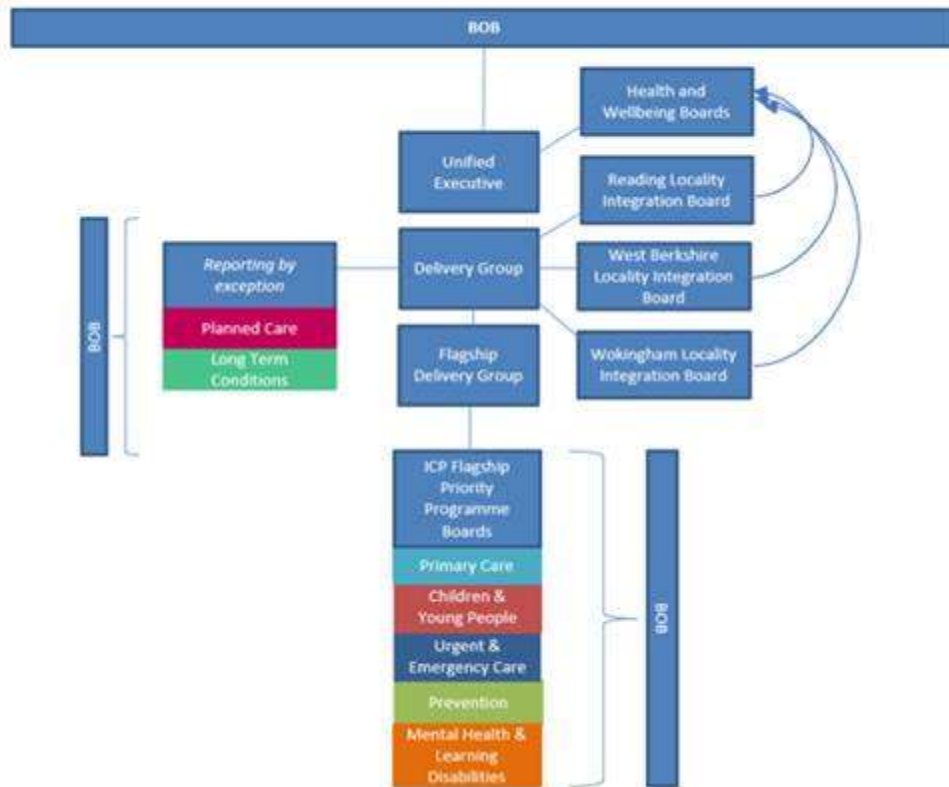 BOB
Health and
Wellbeing Boards
Unified
Executive
Reading Locality
Integration Board
Reporting by
exception
Delivery Group
West Berkshire
Locality Integration
Board
Planned Care
Long Term
Conditions
BOB
Flagship
Delivery Group
Wokingham Locality
Integration Board
ICP Flagship
Priority
Programme
Boards
Primary Care
Children &
Young People
Urgent &
Emergency Care
Prevention
Mental Health &
Learning
Disabilities
BOB